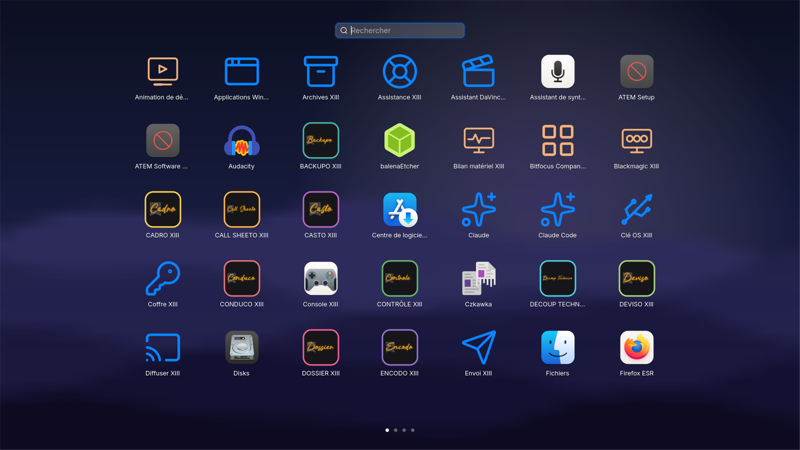 Rechercher
Animation de dé...
Applications Win...
Archives XIII
Assistance XIII
Assistant DaVinc...
Assistant de synt...
ATEM Setup
ATEM Software ...
Audacity
Backupo
BACKUPO XIII
balenaEtcher
Bilan matériel XIII
Bitfocus Compan...
Blackmagic XIII
Cadro
CADRO XIII
Call Sheeto
CALL SHEETO XIII
Casto
CASTO XIII
Centre de logicie...
Claude
Claude Code
Clé OS XIII
Coffre XIII
Conduco
CONDUCO XIII
Console XIII
Controle
CONTRÔLE XIII
Czkawka
Decoup Technico
DECOUP TECHN...
Deviso
DEVISO XIII
Diffuser XIII
Disks
Dossier
DOSSIER XIII
Encodo
ENCODO XIII
Envoi XIII
Fichiers
Firefox ESR